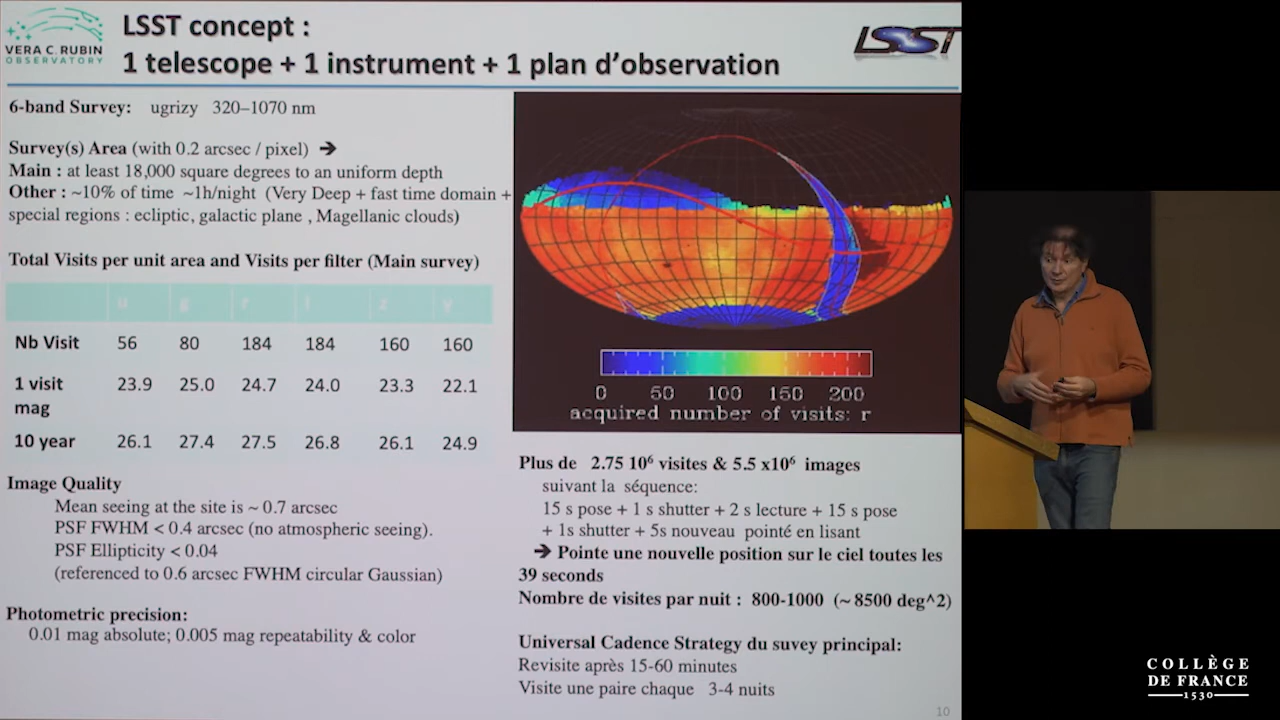 VERA C. RUBIN
OBSERVATORY
LSST concept :
1 telescope + 1 instrument + 1 plan d'observation
LSST
6-band Survey: ugrizy 320–1070 nm
Survey(s) Area (with 0.2 arcsec / pixel) ➔
Main : at least 18,000 square degrees to an uniform depth
Other : ~10% of time ~1h/night (Very Deep + fast time domain +
special regions : ecliptic, galactic plane , Magellanic clouds)
Total Visits per unit area and Visits per filter (Main survey)
u g r i z y
Nb Visit 56 80 184 184 160 160
1 visit mag 23.9 25.0 24.7 24.0 23.3 22.1
10 year 26.1 27.4 27.5 26.8 26.1 24.9
Image Quality
Mean seeing at the site is ~ 0.7 arcsec
PSF FWHM < 0.4 arcsec (no atmospheric seeing).
PSF Ellipticity < 0.04
(referenced to 0.6 arcsec FWHM circular Gaussian)
Photometric precision:
0.01 mag absolute; 0.005 mag repeatability & color
0 50 100 150 200
acquired number of visits: r
Plus de 2.75 10⁶ visites & 5.5 x10⁶ images
suivant la séquence:
15 s pose + 1 s shutter + 2 s lecture + 15 s pose
+ 1s shutter + 5s nouveau pointé en lisant
➔ Pointe une nouvelle position sur le ciel toutes les
39 secondes
Nombre de visites par nuit : 800-1000 (~ 8500 deg^2)
Universal Cadence Strategy du suvey principal:
Revisite après 15-60 minutes
Visite une paire chaque 3-4 nuits
10
COLLÈGE
DE FRANCE
1530